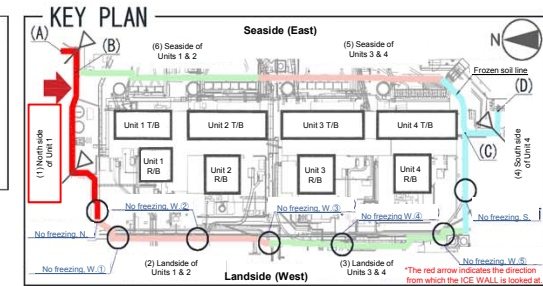 KEY PLAN
Seaside (East)
N
(A)
(B)
(6) Seaside of
Units 1 & 2
(5) Seaside of
Units 3 & 4
Frozen soil line
(D)
(1) North side
of Unit 1
Unit 1 T/B
Unit 2 T/B
Unit 3 T/B
Unit 4 T/B
(C)
(4) South side
of Unit 4
Unit 1
R/B
Unit 2
R/B
Unit 3
R/B
Unit 4
R/B
No freezing, W.②
No freezing, W.③
No freezing W.④
No freezing, S.
No freezing, N.
No freezing, W.①
(2) Landside of
Units 1 & 2
(3) Landside of
Units 3 & 4
No freezing, W.⑤
Landside (West)
*The red arrow indicates the direction
from which the ICE WALL is looked at.